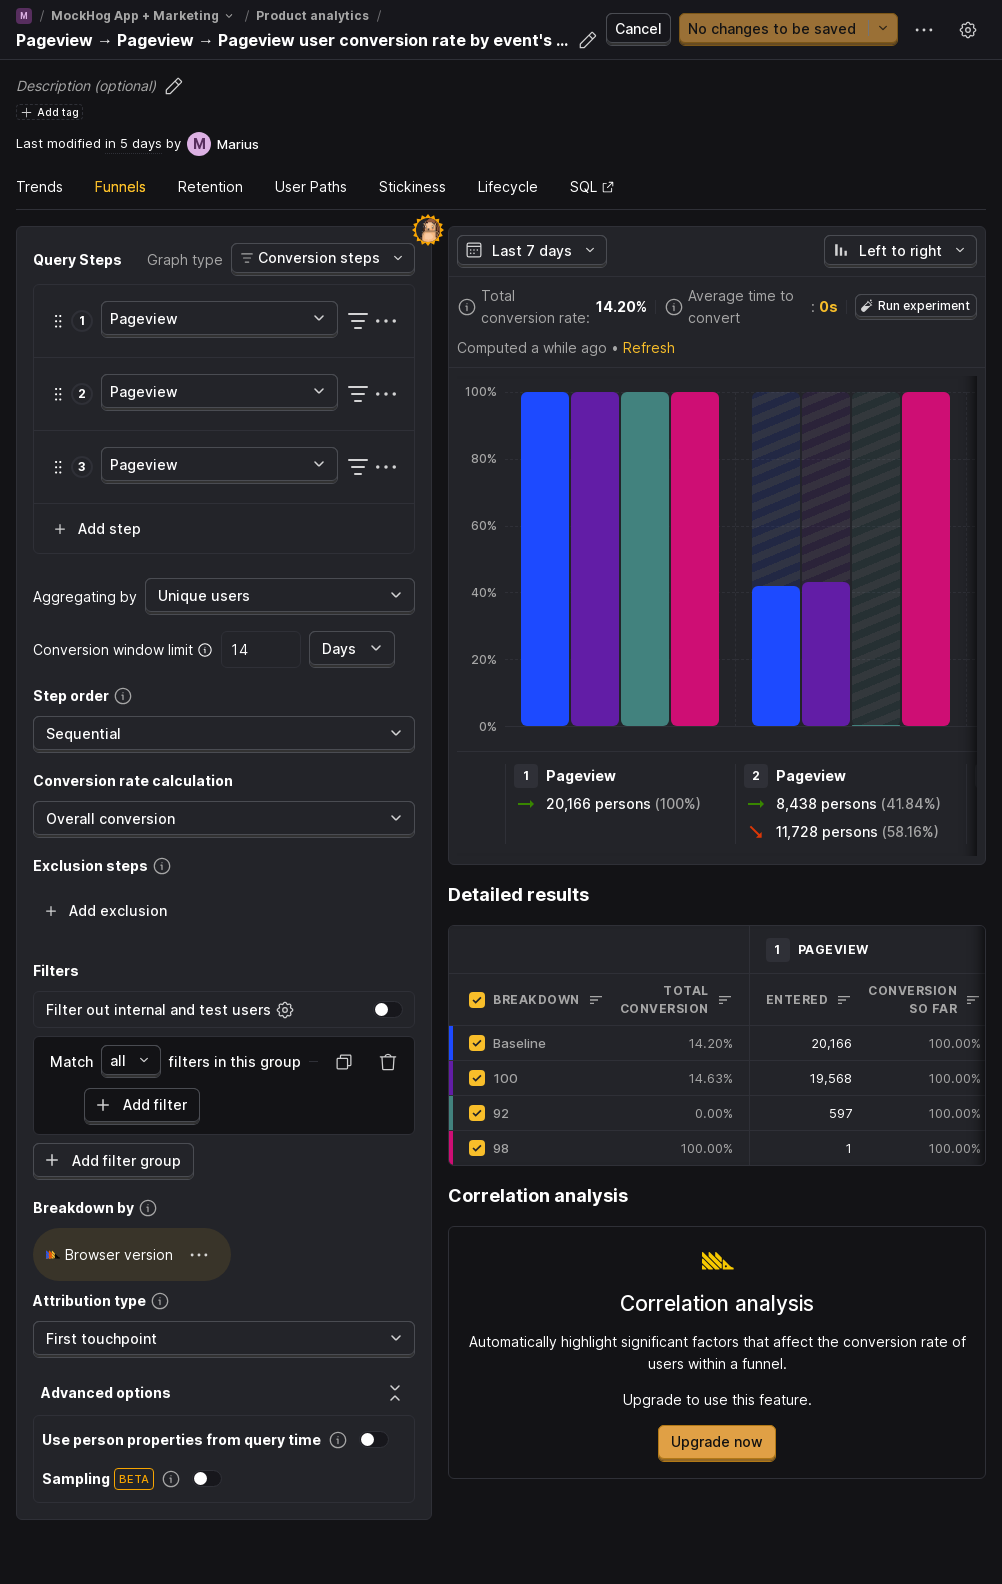 M / MockHog App + Marketing / Product analytics /
Pageview → Pageview → Pageview user conversion rate by event's ...
Cancel
No changes to be saved
Description (optional)
Add tag
Last modified in 5 days by M Marius
Trends Funnels Retention User Paths Stickiness Lifecycle SQL
Query Steps Graph type Conversion steps
1 Pageview
2 Pageview
3 Pageview
Add step
Aggregating by Unique users
Conversion window limit 14 Days
Step order
Sequential
Conversion rate calculation
Overall conversion
Exclusion steps
Add exclusion
Filters
Filter out internal and test users
Match all filters in this group
Add filter
Add filter group
Breakdown by
Browser version
Attribution type
First touchpoint
Advanced options
Use person properties from query time
Sampling BETA
Last 7 days Left to right
Total conversion rate: 14.20%
Average time to convert : 0s
Run experiment
Computed a while ago • Refresh
100%
80%
60%
40%
20%
0%
1 Pageview
20,166 persons (100%)
2 Pageview
8,438 persons (41.84%)
11,728 persons (58.16%)
Detailed results
1 PAGEVIEW
BREAKDOWN TOTAL CONVERSION ENTERED CONVERSION SO FAR
Baseline 14.20% 20,166 100.00%
100 14.63% 19,568 100.00%
92 0.00% 597 100.00%
98 100.00% 1 100.00%
Correlation analysis
Correlation analysis
Automatically highlight significant factors that affect the conversion rate of
users within a funnel.
Upgrade to use this feature.
Upgrade now